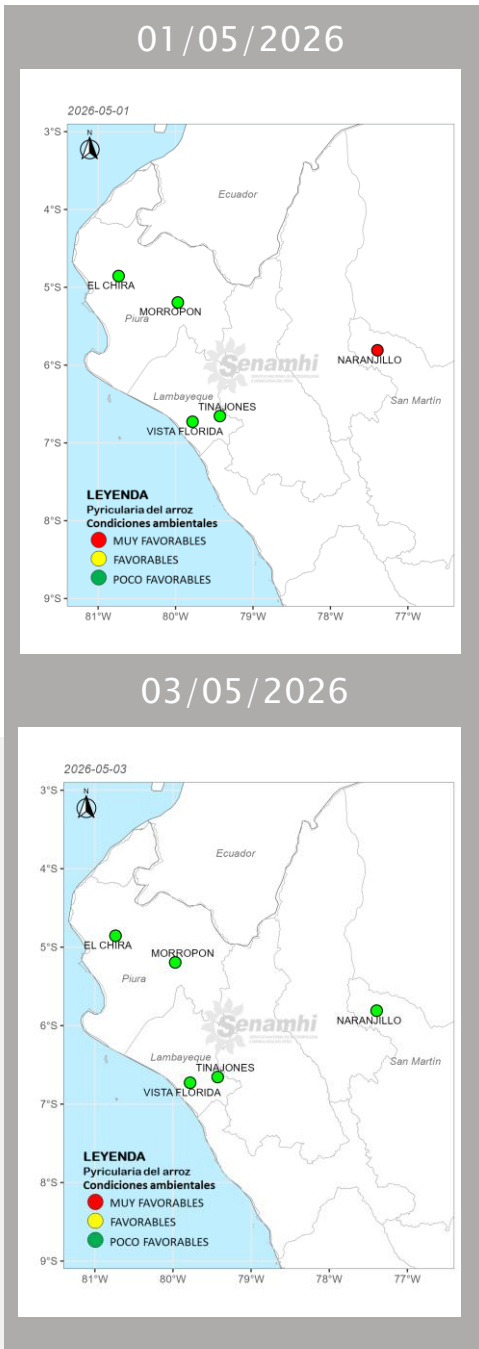 01/05/2026
2026-05-01
N
3°S
4°S
5°S
6°S
7°S
8°S
9°S
Ecuador
EL CHIRA
MORROPON
Piura
Senamhi
NARANJILLO
San Martín
Lambayeque
TINAJONES
VISTA FLORIDA
LEYENDA
Pyricularia del arroz
Condiciones ambientales
MUY FAVORABLES
FAVORABLES
POCO FAVORABLES
81°W 80°W 79°W 78°W 77°W
03/05/2026
2026-05-03
N
3°S
4°S
5°S
6°S
7°S
8°S
9°S
Ecuador
EL CHIRA
MORROPON
Piura
Senamhi
NARANJILLO
San Martín
Lambayeque
TINAJONES
VISTA FLORIDA
LEYENDA
Pyricularia del arroz
Condiciones ambientales
MUY FAVORABLES
FAVORABLES
POCO FAVORABLES
81°W 80°W 79°W 78°W 77°W